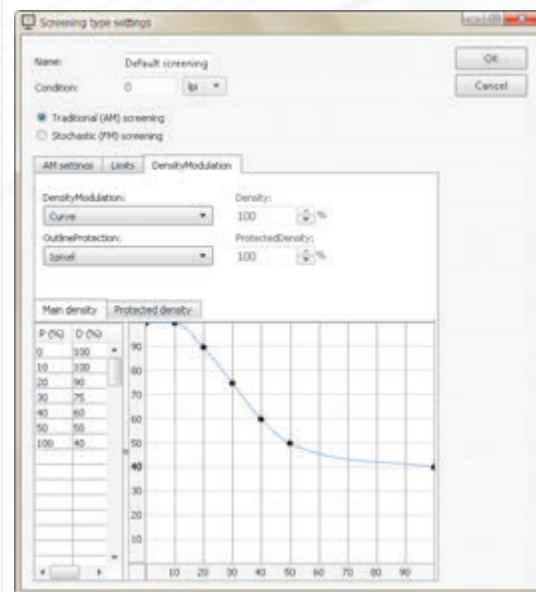 Screening type settings
Name: Default screening OK
Condition: 0 lpi Cancel
Traditional (AM) screening
Stochastic (FM) screening
AM settings Limits DensityModulation
DensityModulation: Density:
Curve 100 %
OutlineProtection: ProtectedDensity:
1pixel 100 %
Main density Protected density
P (%) D (%)
0 100
10 100
20 90
30 75
40 60
50 50
100 40
90
80
70
60
50
40
30
20
10
10 20 30 40 50 60 70 80 90